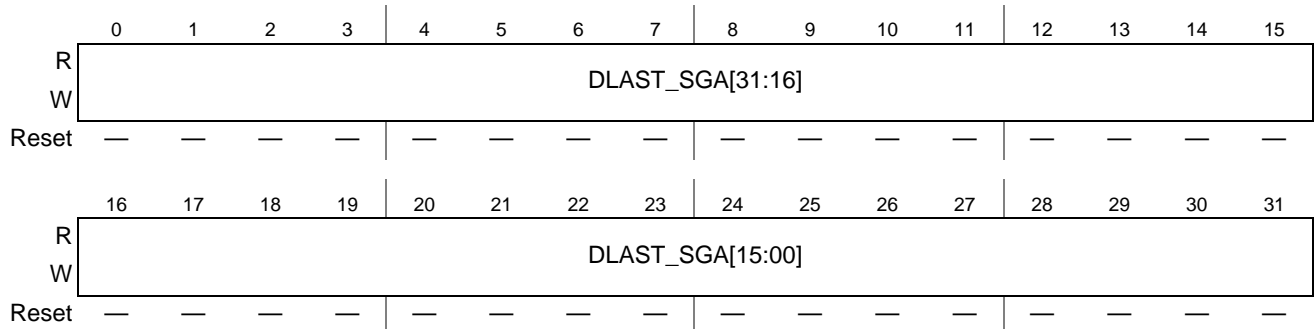 0 1 2 3 4 5 6 7 8 9 10 11 12 13 14 15
R
DLAST_SGA[31:16]
W
Reset — — — — — — — — — — — — — — — —
16 17 18 19 20 21 22 23 24 25 26 27 28 29 30 31
R
DLAST_SGA[15:00]
W
Reset — — — — — — — — — — — — — — — —